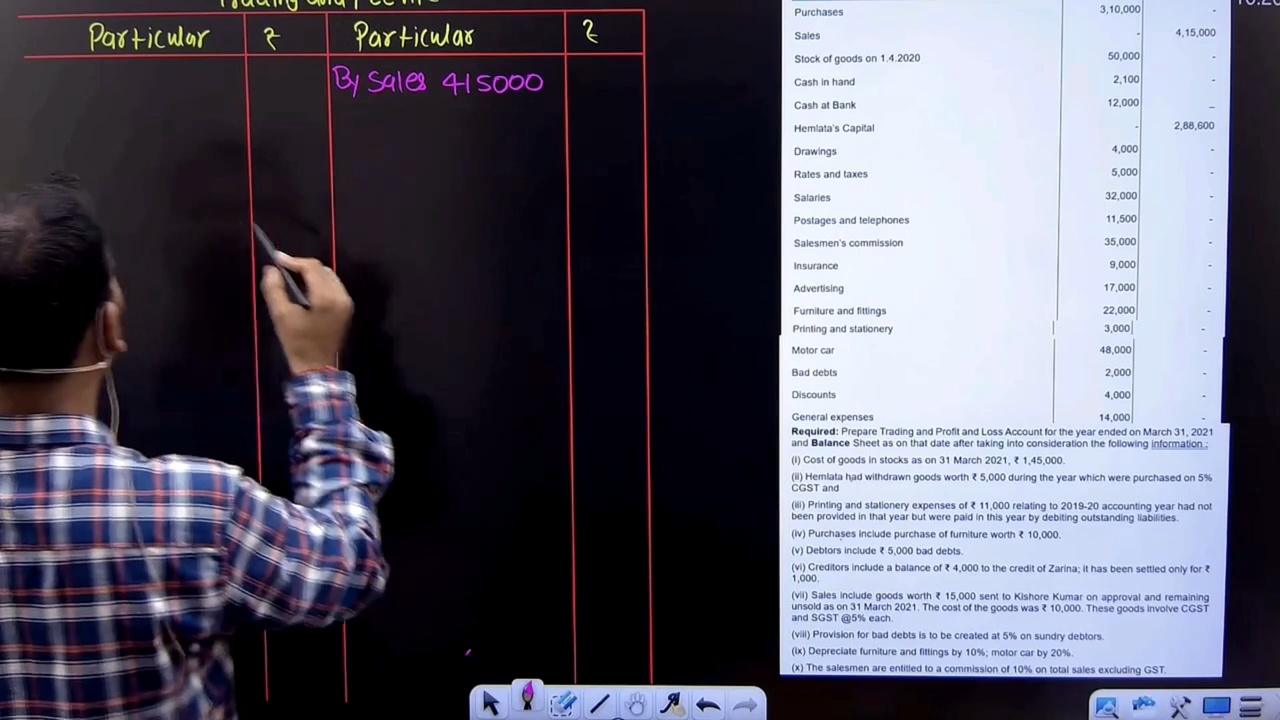 Particular ₹ Particular ₹
By Sales 415000
Purchases 3,10,000 -
Sales - 4,15,000
Stock of goods on 1.4.2020 50,000 -
Cash in hand 2,100 -
Cash at Bank 12,000 _
Hemlata's Capital - 2,88,600
Drawings 4,000 -
Rates and taxes 5,000 -
Salaries 32,000 -
Postages and telephones 11,500 -
Salesmen's commission 35,000 -
Insurance 9,000 -
Advertising 17,000 -
Furniture and fittings 22,000 -
Printing and stationery 3,000 -
Motor car 48,000 -
Bad debts 2,000 -
Discounts 4,000 -
General expenses 14,000 -
Required: Prepare Trading and Profit and Loss Account for the year ended on March 31, 2021
and Balance Sheet as on that date after taking into consideration the following information :
(i) Cost of goods in stocks as on 31 March 2021, ₹ 1,45,000.
(ii) Hemlata had withdrawn goods worth ₹ 5,000 during the year which were purchased on 5%
CGST and
(iii) Printing and stationery expenses of ₹ 11,000 relating to 2019-20 accounting year had not
been provided in that year but were paid in this year by debiting outstanding liabilities.
(iv) Purchases include purchase of furniture worth ₹ 10,000.
(v) Debtors include ₹ 5,000 bad debts.
(vi) Creditors include a balance of ₹ 4,000 to the credit of Zarina; it has been settled only for ₹
1,000.
(vii) Sales include goods worth ₹ 15,000 sent to Kishore Kumar on approval and remaining
unsold as on 31 March 2021. The cost of the goods was ₹ 10,000. These goods involve CGST
and SGST @5% each.
(viii) Provision for bad debts is to be created at 5% on sundry debtors.
(ix) Depreciate furniture and fittings by 10%; motor car by 20%.
(x) The salesmen are entitled to a commission of 10% on total sales excluding GST.